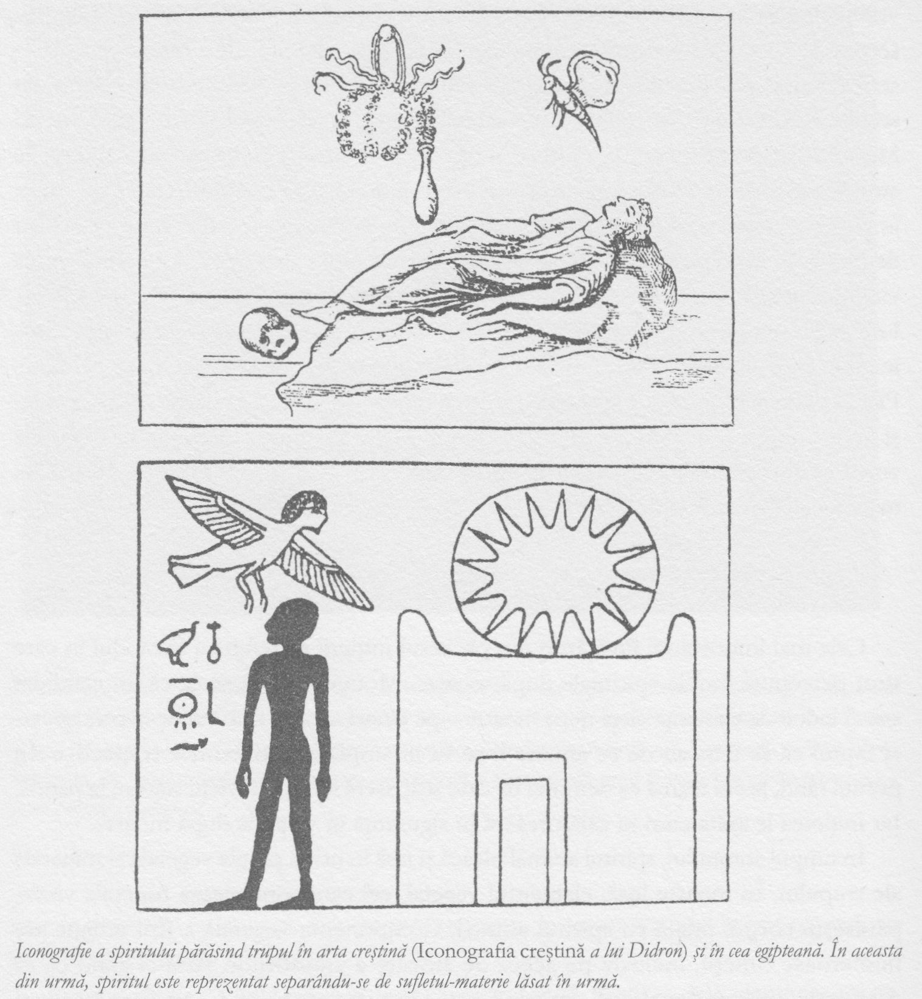 Iconografie a spiritului părăsind trupul în arta creştină (Iconografia creştină a lui Didron) şi în cea egipteană. În aceasta
din urmă, spiritul este reprezentat separându-se de sufletul-materie lăsat în urmă.